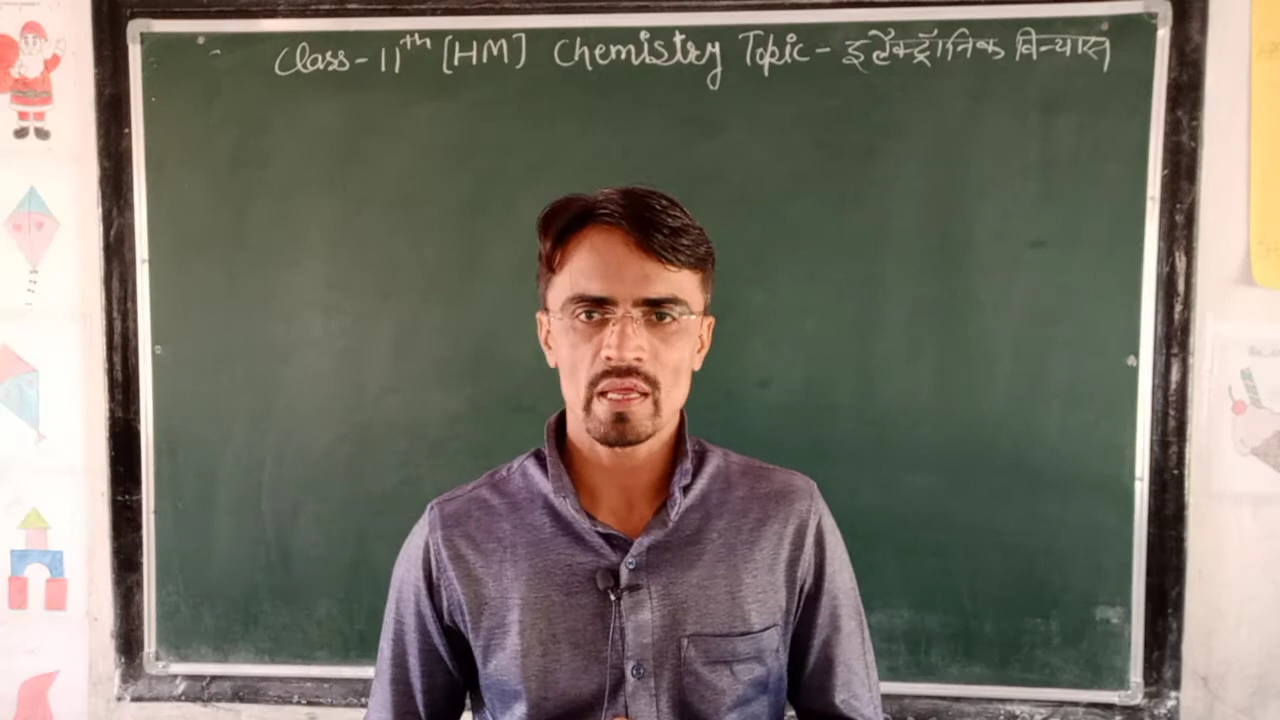 Class - 11th [HM] Chemistry Topic - इलैक्ट्रॉनिक विन्यास